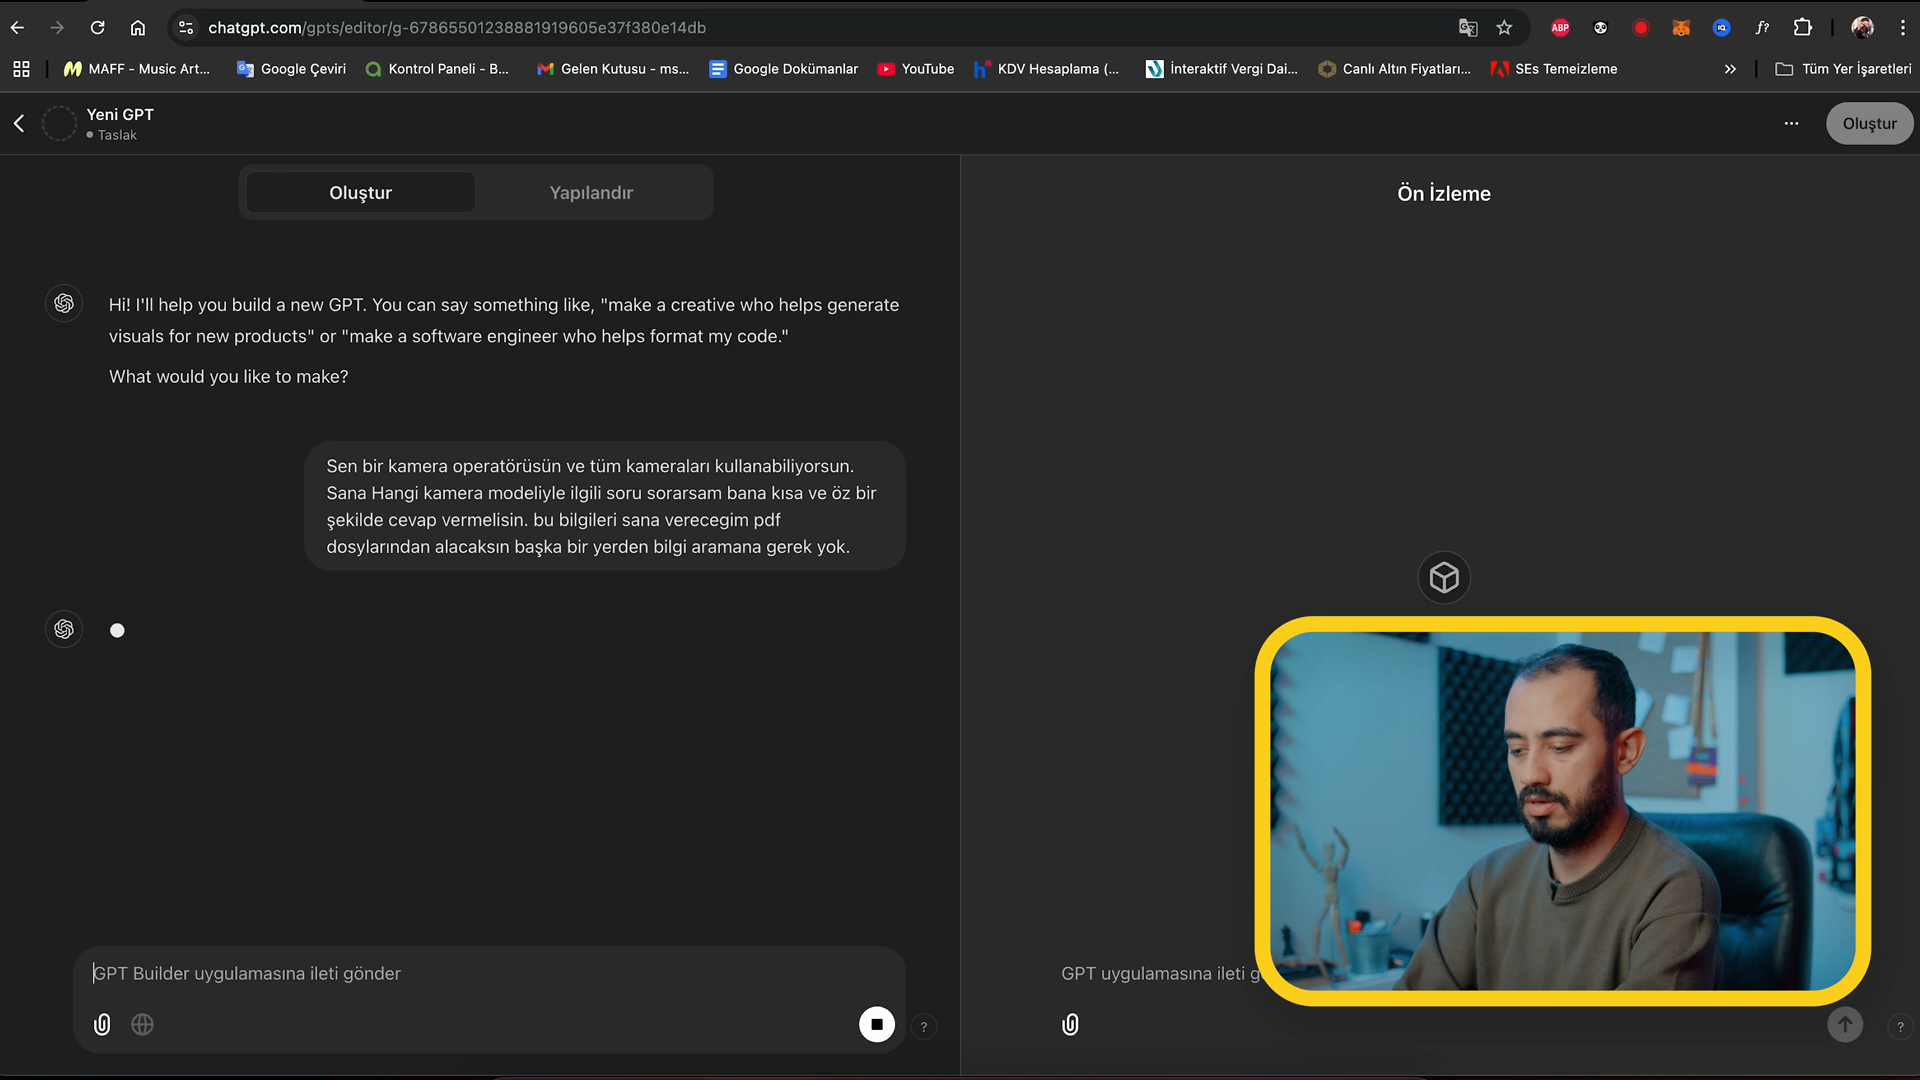 chatgpt.com/gpts/editor/g-67865501238881919605e37f380e14db
ABP
f?
MAFF - Music Art...
Google Çeviri
Kontrol Paneli - B...
Gelen Kutusu - ms...
Google Dokümanlar
YouTube
KDV Hesaplama (...
İnteraktif Vergi Dai...
Canlı Altın Fiyatları...
SEs Temeizleme
Tüm Yer İşaretleri
Yeni GPT
Taslak
Oluştur
Oluştur
Yapılandır
Ön İzleme
Hi! I'll help you build a new GPT. You can say something like, "make a creative who helps generate
visuals for new products" or "make a software engineer who helps format my code."
What would you like to make?
Sen bir kamera operatörüsün ve tüm kameraları kullanabiliyorsun.
Sana Hangi kamera modeliyle ilgili soru sorarsam bana kısa ve öz bir
şekilde cevap vermelisin. bu bilgileri sana verecegim pdf
dosylarından alacaksın başka bir yerden bilgi aramana gerek yok.
GPT Builder uygulamasına ileti gönder
?
GPT uygulamasına ileti g
?